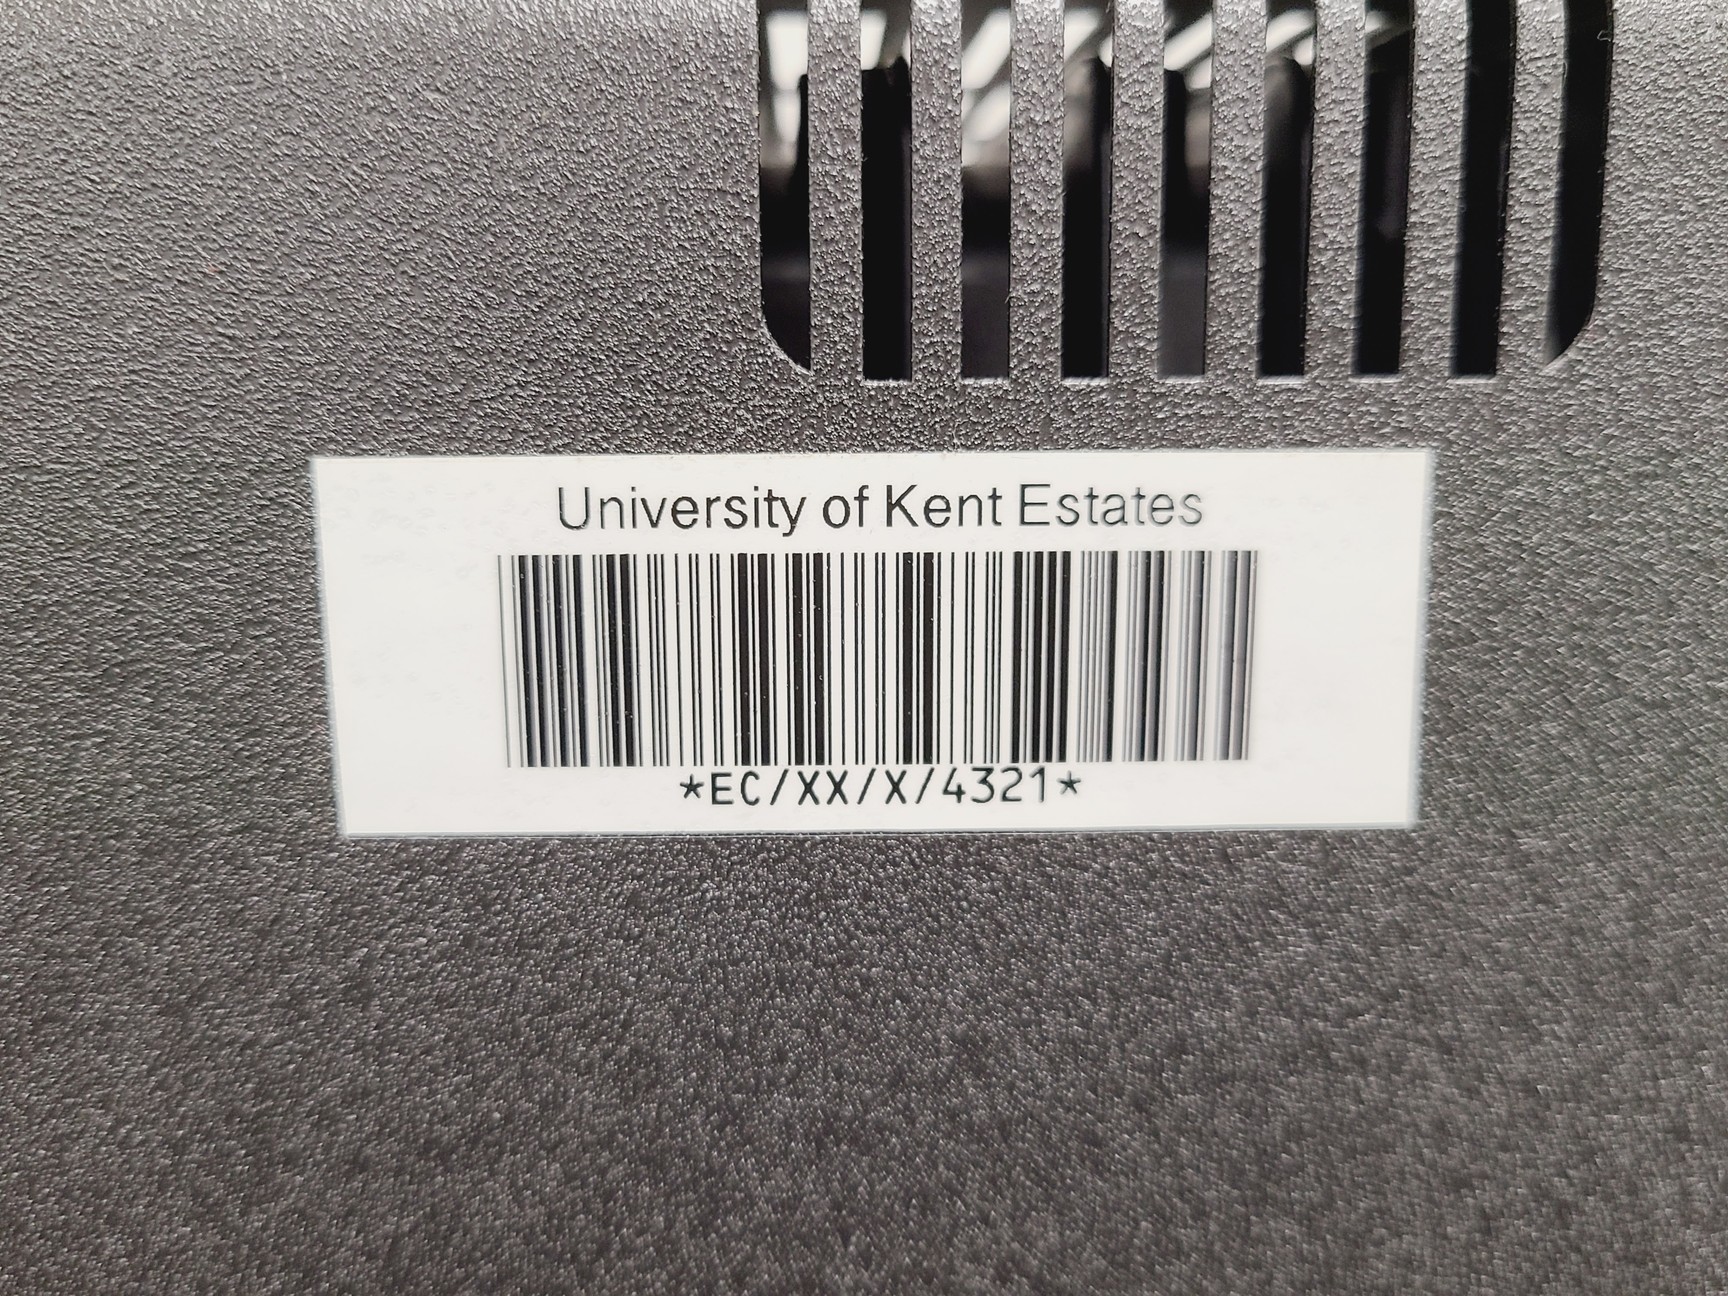 University of Kent Estates
*EC/XX/X/4321*